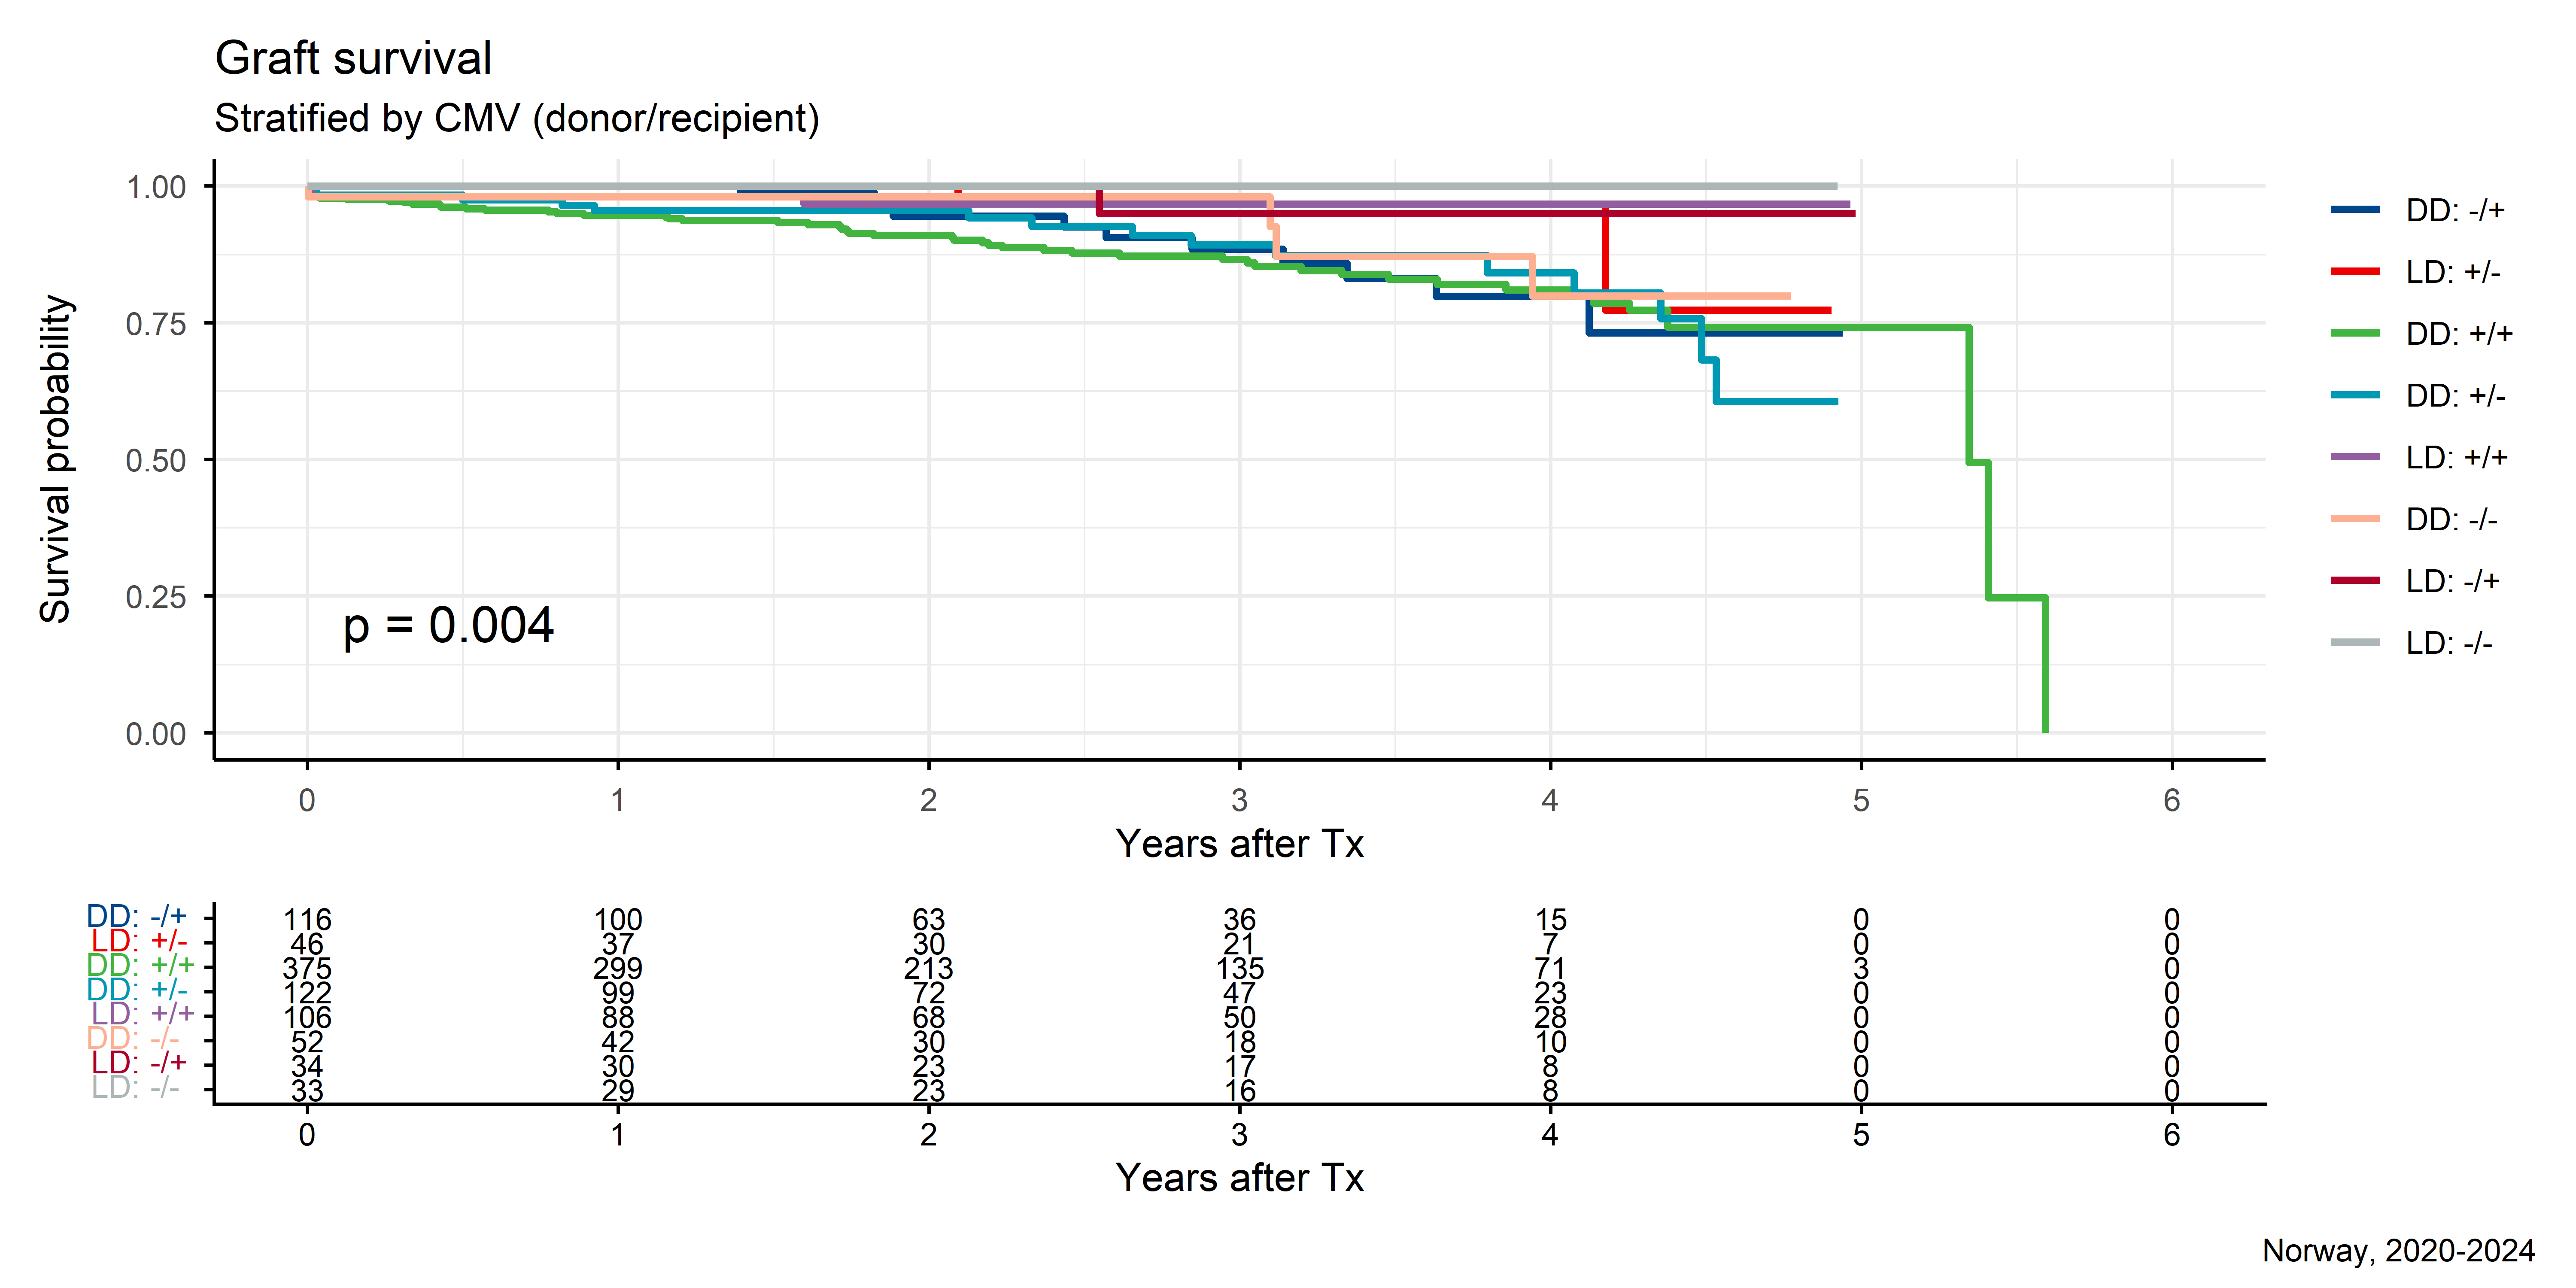 Graft survival
Stratified by CMV (donor/recipient)
Survival probability
1.00
0.75
0.50
0.25
0.00
p = 0.004
0 1 2 3 4 5 6
Years after Tx
DD: -/+
LD: +/-
DD: +/+
DD: +/-
LD: +/+
DD: -/-
LD: -/+
LD: -/-
DD: -/+ 116 100 63 36 15 0 0
LD: +/- 46 37 30 21 7 0 0
DD: +/+ 375 299 213 135 71 3 0
DD: +/- 122 99 72 47 23 0 0
LD: +/+ 106 88 68 50 28 0 0
DD: -/- 52 42 30 18 10 0 0
LD: -/+ 34 30 23 17 8 0 0
LD: -/- 33 29 23 16 8 0 0
0 1 2 3 4 5 6
Years after Tx
Norway, 2020-2024